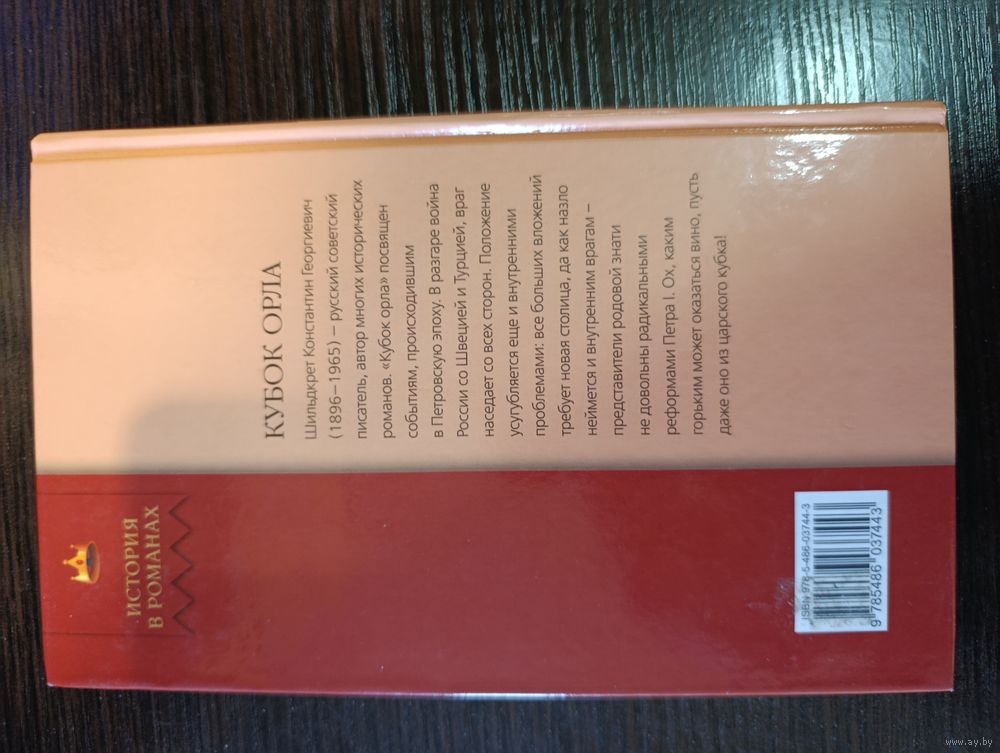 ИСТОРИЯ
В РОМАНАХ
КУБОК ОРЛА
Шильдкрет Константин Георгиевич
(1896–1965) – русский советский
писатель, автор многих исторических
романов. «Кубок орла» посвящен
событиям, происходившим
в Петровскую эпоху. В разгаре война
России со Швецией и Турцией, враг
наседает со всех сторон. Положение
усугубляется еще и внутренними
проблемами: все больших вложений
требует новая столица, да как назло
неймется и внутренним врагам –
представители родовой знати
не довольны радикальными
реформами Петра I. Ох, каким
горьким может оказаться вино, пусть
даже оно из царского кубка!
ISBN 978-5-486-03744-3
9 785486 037443
www.ay.by